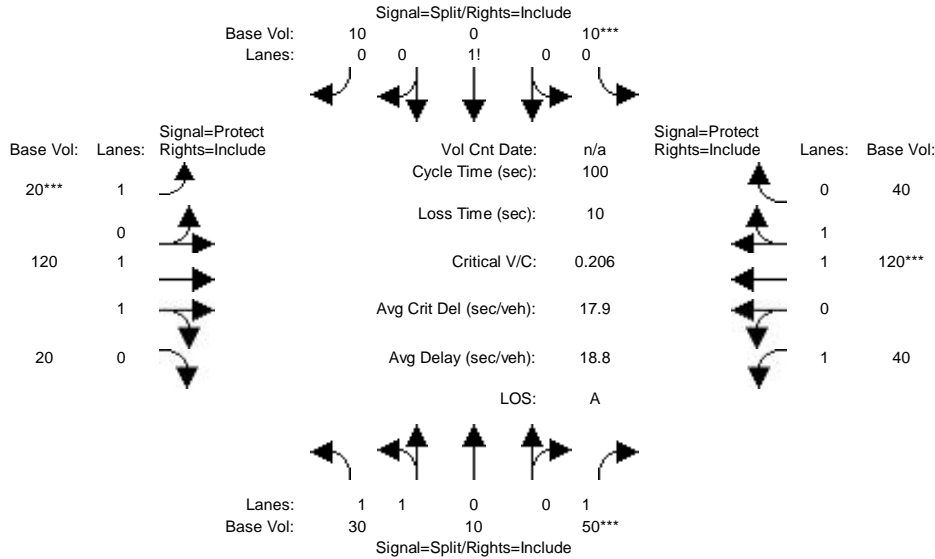 Signal=Split/Rights=Include
Base Vol: 10 0 10***
Lanes: 0 0 1! 0 0
Signal=Protect
Rights=Include
Base Vol: Lanes:
20*** 1
0
120 1
1
20 0
Vol Cnt Date: n/a
Cycle Time (sec): 100
Loss Time (sec): 10
Critical V/C: 0.206
Avg Crit Del (sec/veh): 17.9
Avg Delay (sec/veh): 18.8
LOS: A
Signal=Protect
Rights=Include
Lanes: Base Vol:
0 40
1
1 120***
0
1 40
Lanes: 1 1 0 0 1
Base Vol: 30 10 50***
Signal=Split/Rights=Include